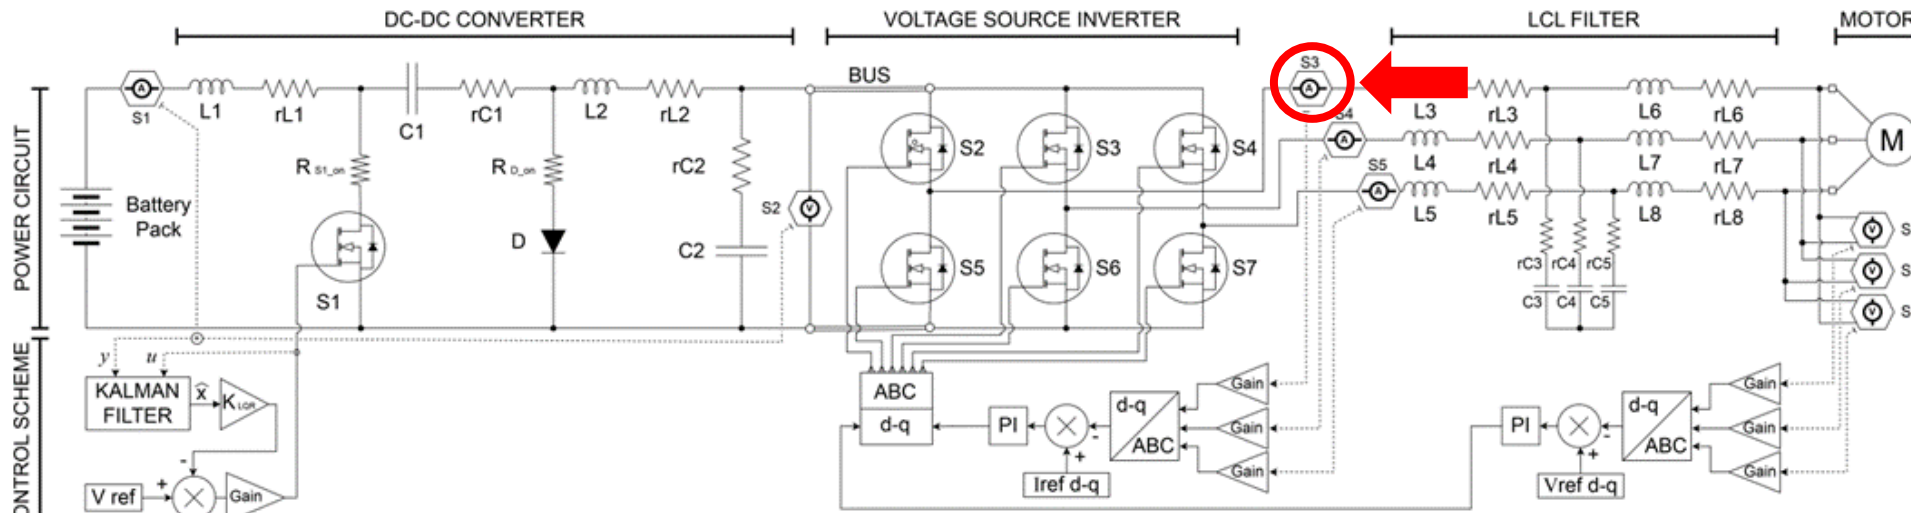 DC-DC CONVERTER
VOLTAGE SOURCE INVERTER
LCL FILTER
MOTOR
POWER CIRCUIT
CONTROL SCHEME
A
S1
L1
rL1
C1
rC1
L2
rL2
BUS
R S1_on
R D_on
rC2
Battery
Pack
S1
D
C2
S2
V
S2
S3
S4
S5
S6
S7
S3
A
S4
A
S5
A
L3
rL3
L4
rL4
L5
rL5
L6
rL6
L7
rL7
L8
rL8
rC3
rC4
rC5
C3
C4
C5
M
V
S
V
S
V
S
y
u
KALMAN
FILTER
x̂
K LQR
-
+
V ref
Gain
ABC
d-q
PI
-
+
Iref d-q
d-q
ABC
Gain
Gain
Gain
PI
-
+
Vref d-q
d-q
ABC
Gain
Gain
Gain